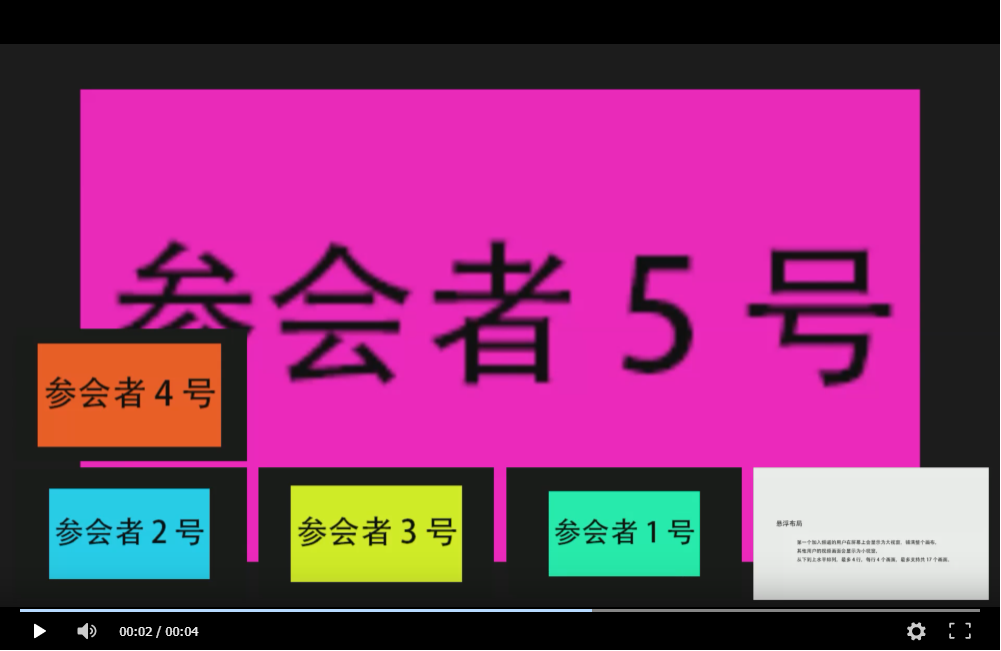 参会者 5 号
参会者 4 号
参会者 2 号
参会者 3 号
参会者 1 号
悬浮布局
第一个加入频道的用户在屏幕上会显示为大视窗，铺满整个画布，
其他用户的视频画面会显示为小视窗，
从下到上水平排列，最多 4 行，每行 4 个画面，最多支持共 17 个画面。
00:02 / 00:04